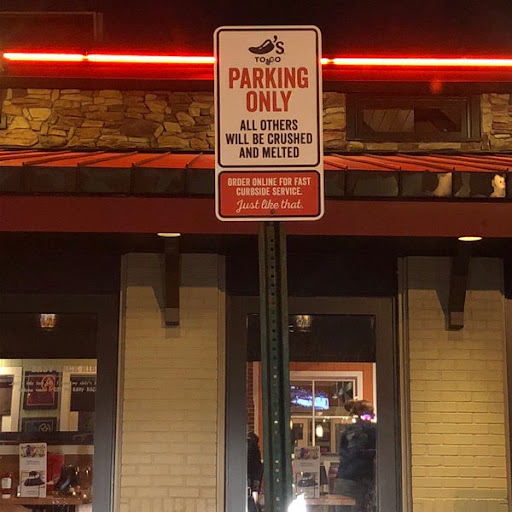 'S
TO GO
PARKING
ONLY
ALL OTHERS
WILL BE CRUSHED
AND MELTED
ORDER ONLINE FOR FAST
CURBSIDE SERVICE.
Just like that.